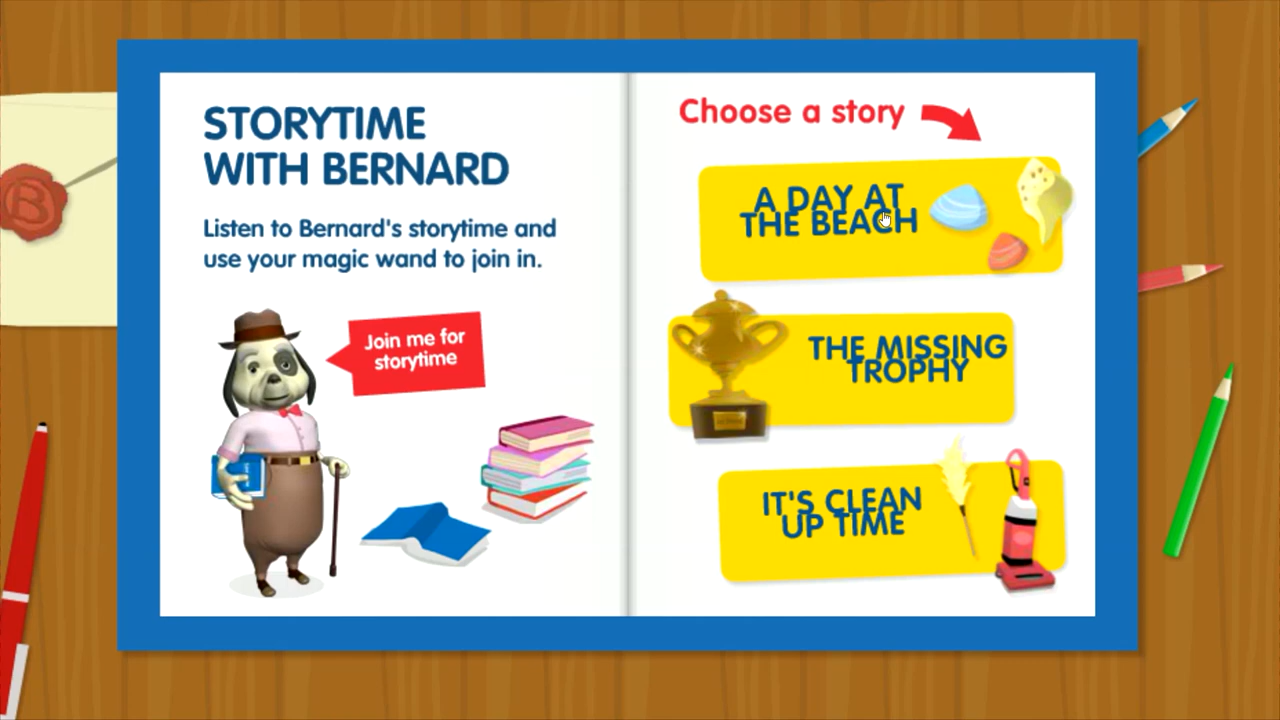 STORYTIME
WITH BERNARD
Listen to Bernard's storytime and
use your magic wand to join in.
Join me for
storytime
Choose a story
A DAY AT
THE BEACH
THE MISSING
TROPHY
IT'S CLEAN
UP TIME
B